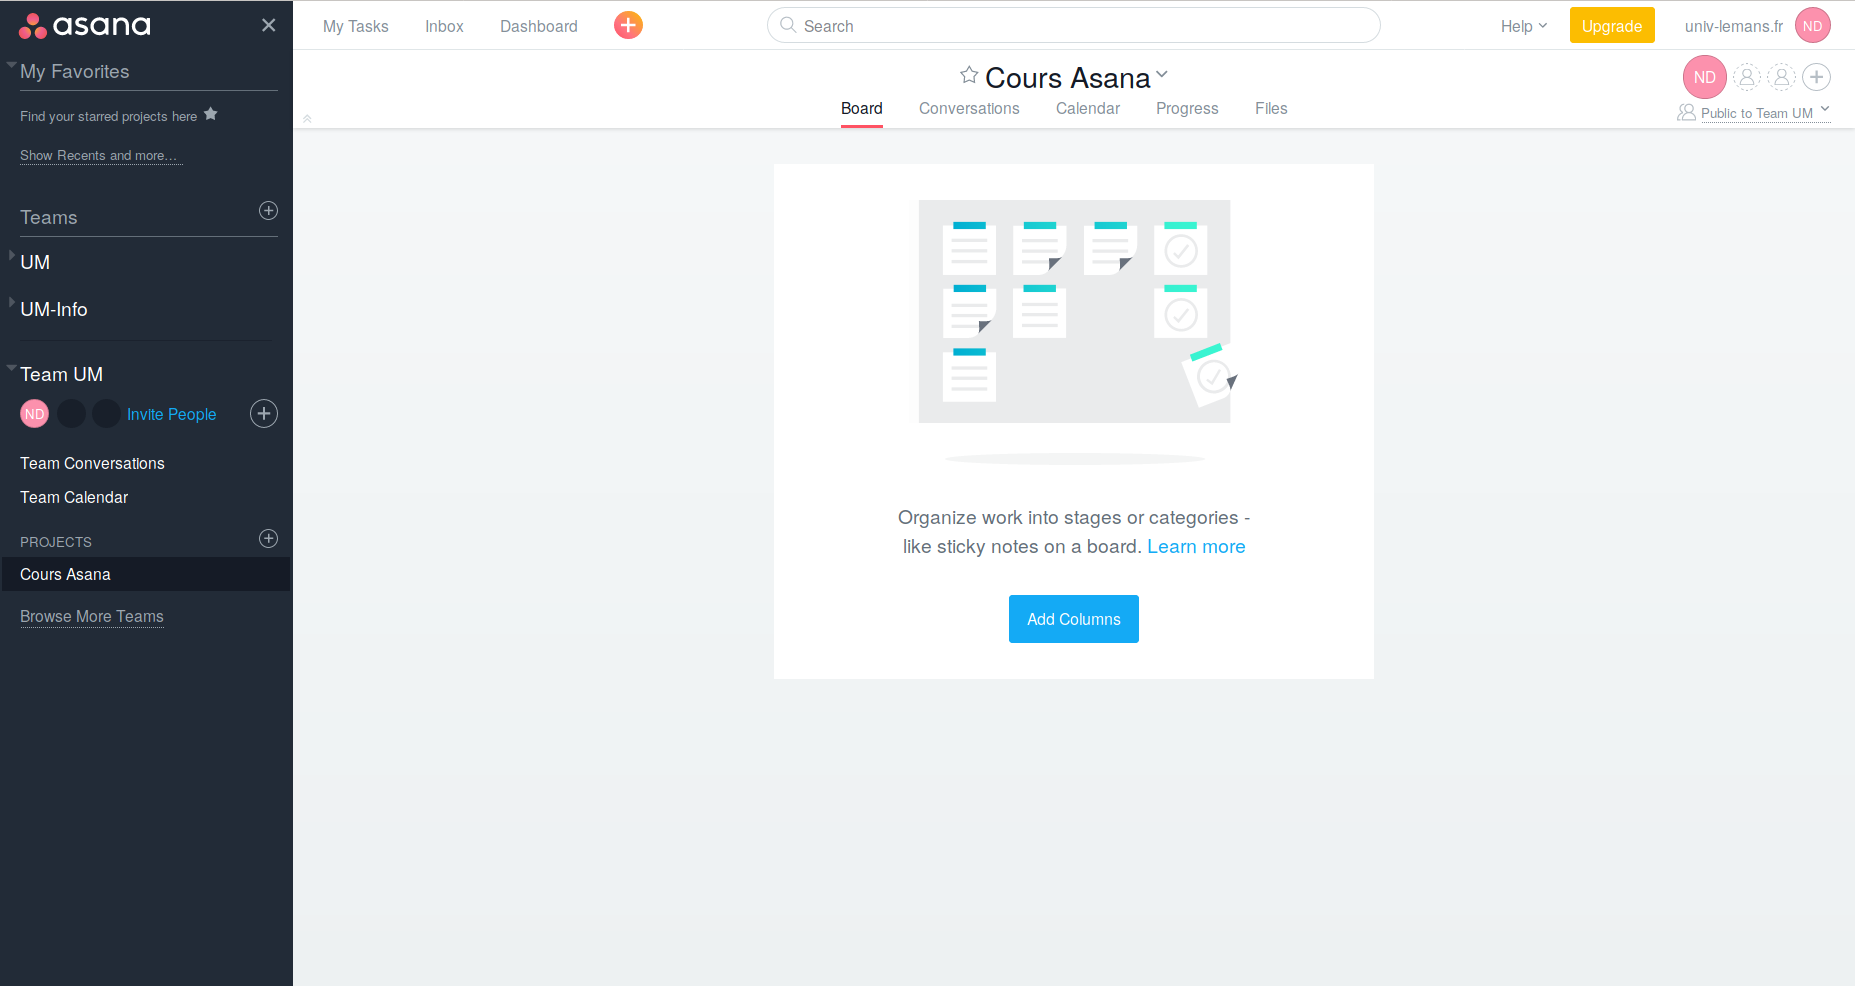 asana
My Favorites
Find your starred projects here
Show Recents and more...
Teams
UM
UM-Info
Team UM
ND Invite People
Team Conversations
Team Calendar
PROJECTS
Cours Asana
Browse More Teams
My Tasks Inbox Dashboard Search Help Upgrade univ-lemans.fr ND
Cours Asana
ND
Board Conversations Calendar Progress Files
Public to Team UM
Organize work into stages or categories -
like sticky notes on a board. Learn more
Add Columns